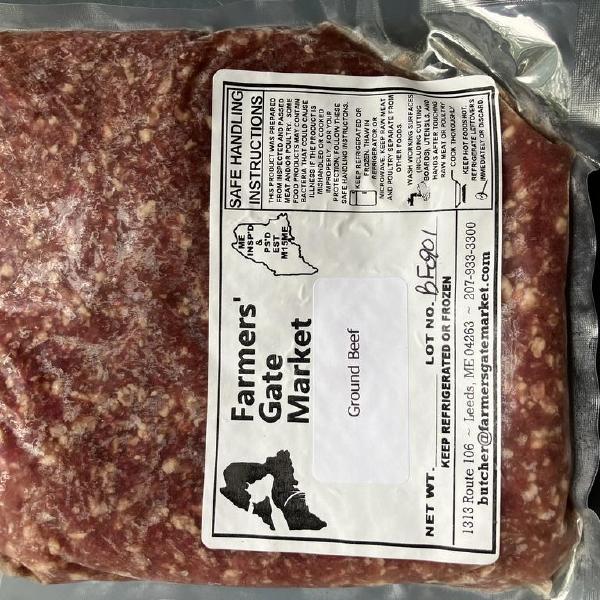 Farmers'
Gate
Market
ME
INSP'D
&
PS'D
EST
M15ME
SAFE HANDLING
INSTRUCTIONS
THIS PRODUCT WAS PREPARED
FROM INSPECTED AND PASSED
MEAT AND/OR POULTRY. SOME
FOOD PRODUCTS MAY CONTAIN
BACTERIA THAT COULD CAUSE
ILLNESS IF THE PRODUCT IS
MISHANDLED OR COOKED
IMPROPERLY. FOR YOUR
PROTECTION, FOLLOW THESE
SAFE HANDLING INSTRUCTIONS.
KEEP REFRIGERATED OR
FROZEN. THAW IN
REFRIGERATOR OR
MICROWAVE. KEEP RAW MEAT
AND POULTRY SEPARATE FROM
OTHER FOODS.
WASH WORKING SURFACES
(INCLUDING CUTTING
BOARDS), UTENSILS, AND
HANDS AFTER TOUCHING
RAW MEAT OR POULTRY.
COOK THOROUGHLY.
KEEP HOT FOODS HOT.
REFRIGERATE LEFTOVERS
IMMEDIATELY OR DISCARD.
Ground Beef
NET WT. LOT NO.
KEEP REFRIGERATED OR FROZEN
1313 Route 106 ~ Leeds, ME 04263 ~ 207-933-3300
butcher@farmersgatemarket.com